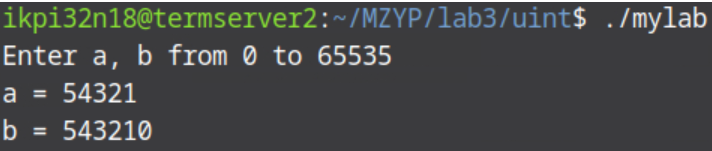 ikpi32n18@termserver2:~/MZYP/lab3/uint$ ./mylab
Enter a, b from 0 to 65535
a = 54321
b = 543210